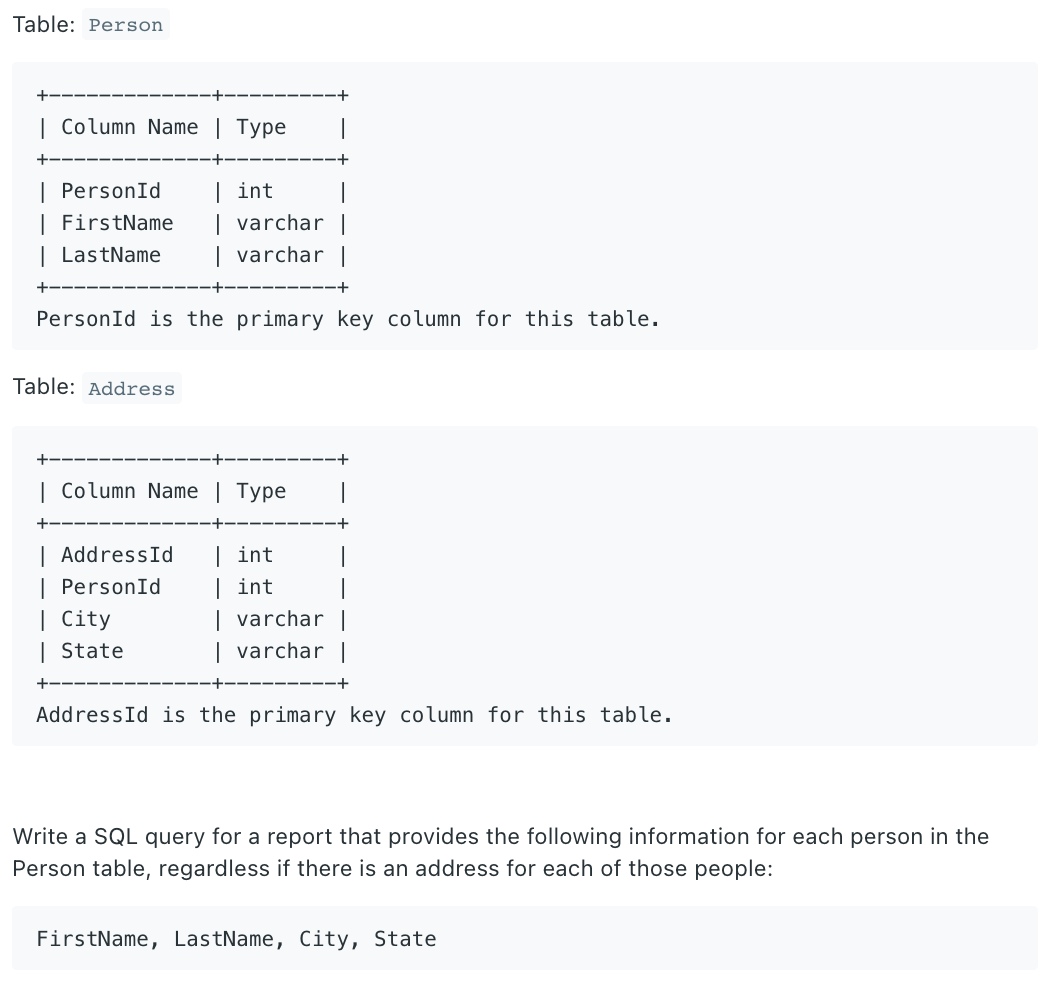 Table: Person
+-------------+---------+
| Column Name | Type    |
+-------------+---------+
| PersonId    | int     |
| FirstName   | varchar |
| LastName    | varchar |
+-------------+---------+
PersonId is the primary key column for this table.
Table: Address
+-------------+---------+
| Column Name | Type    |
+-------------+---------+
| AddressId   | int     |
| PersonId    | int     |
| City        | varchar |
| State       | varchar |
+-------------+---------+
AddressId is the primary key column for this table.
Write a SQL query for a report that provides the following information for each person in the
Person table, regardless if there is an address for each of those people:
FirstName, LastName, City, State